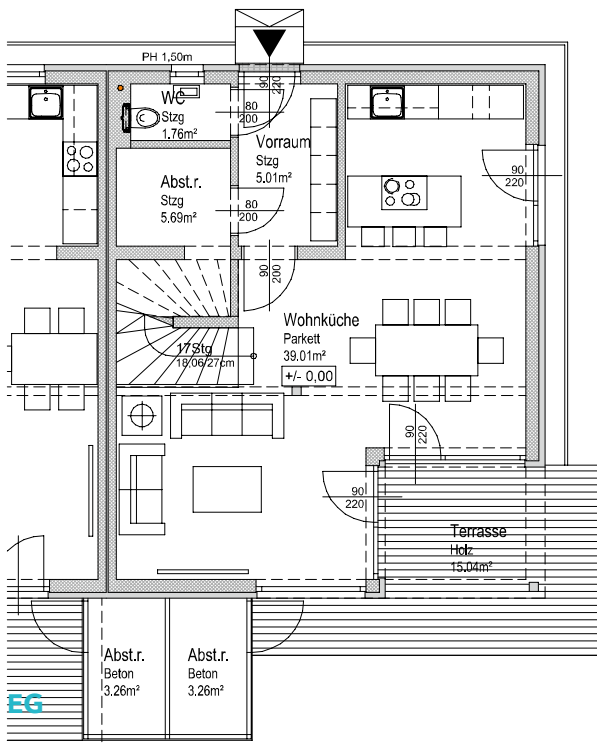 PH 1,50m
90
220
WC
Stzg
1.76m²
80
200
Vorraum
Stzg
5.01m²
Abst.r.
Stzg
5.69m²
80
200
90
220
90
200
Wohnküche
Parkett
39.01m²
+/- 0,00
17Stg
18.06/27cm
90
220
90
220
Terrasse
Holz
15.04m²
Abst.r.
Beton
3.26m²
Abst.r.
Beton
3.26m²
EG